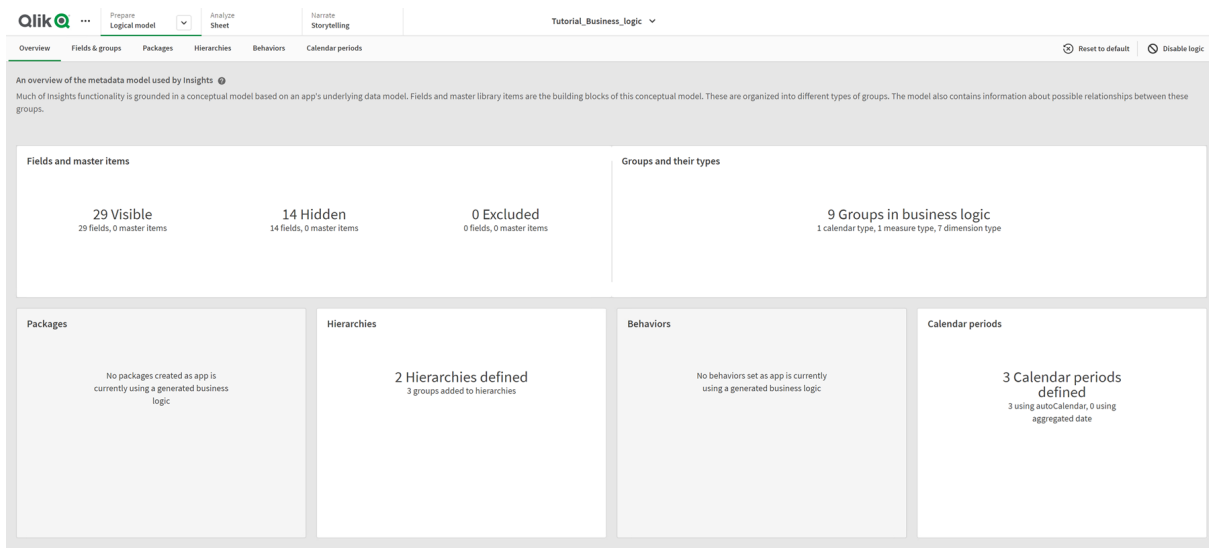 Qlik
Prepare
Logical model
Analyze
Sheet
Narrate
Storytelling
Tutorial_Business_logic
Overview Fields & groups Packages Hierarchies Behaviors Calendar periods Reset to default Disable logic
An overview of the metadata model used by Insights
Much of Insights functionality is grounded in a conceptual model based on an app's underlying data model. Fields and master library items are the building blocks of this conceptual model. These are organized into different types of groups. The model also contains information about possible relationships between these
groups.
Fields and master items
29 Visible
29 fields, 0 master items
14 Hidden
14 fields, 0 master items
0 Excluded
0 fields, 0 master items
Groups and their types
9 Groups in business logic
1 calendar type, 1 measure type, 7 dimension type
Packages
No packages created as app is
currently using a generated business
logic
Hierarchies
2 Hierarchies defined
3 groups added to hierarchies
Behaviors
No behaviors set as app is currently
using a generated business logic
Calendar periods
3 Calendar periods
defined
3 using autoCalendar, 0 using
aggregated date